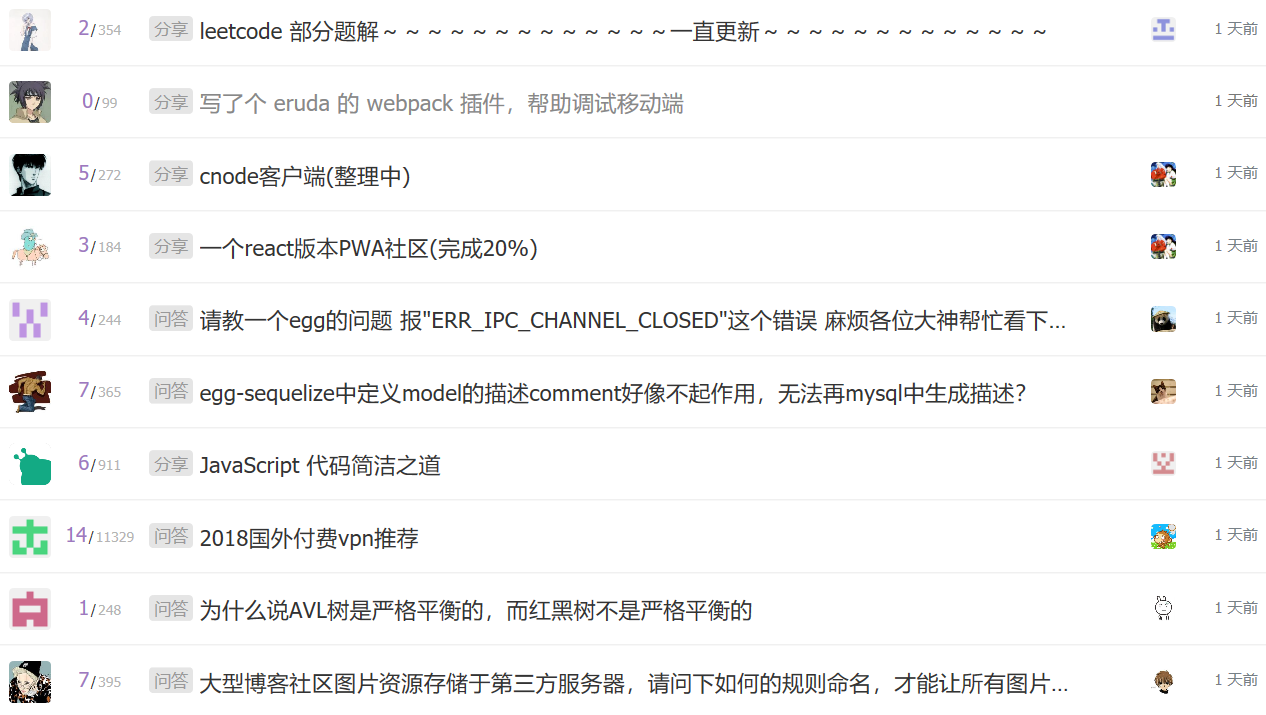 2/354 分享 leetcode 部分题解～～～～～～～～～～～～～一直更新～～～～～～～～～～～～～ 1 天前
0/99 分享 写了个 eruda 的 webpack 插件，帮助调试移动端 1 天前
5/272 分享 cnode客户端(整理中) 1 天前
3/184 分享 一个react版本PWA社区(完成20%) 1 天前
4/244 问答 请教一个egg的问题 报"ERR_IPC_CHANNEL_CLOSED"这个错误 麻烦各位大神帮忙看下... 1 天前
7/365 问答 egg-sequelize中定义model的描述comment好像不起作用，无法再mysql中生成描述？ 1 天前
6/911 分享 JavaScript 代码简洁之道 1 天前
14/11329 问答 2018国外付费vpn推荐 1 天前
1/248 问答 为什么说AVL树是严格平衡的，而红黑树不是严格平衡的 1 天前
7/395 问答 大型博客社区图片资源存储于第三方服务器，请问下如何的规则命名，才能让所有图片... 1 天前